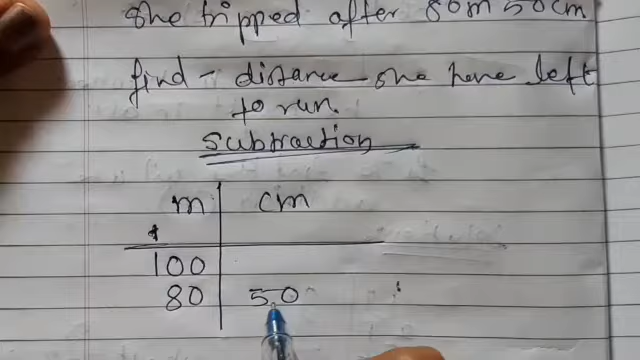 She tripped after 80m 50cm
find - distance she have left
to run.
Subtraction
m cm
100
80 50